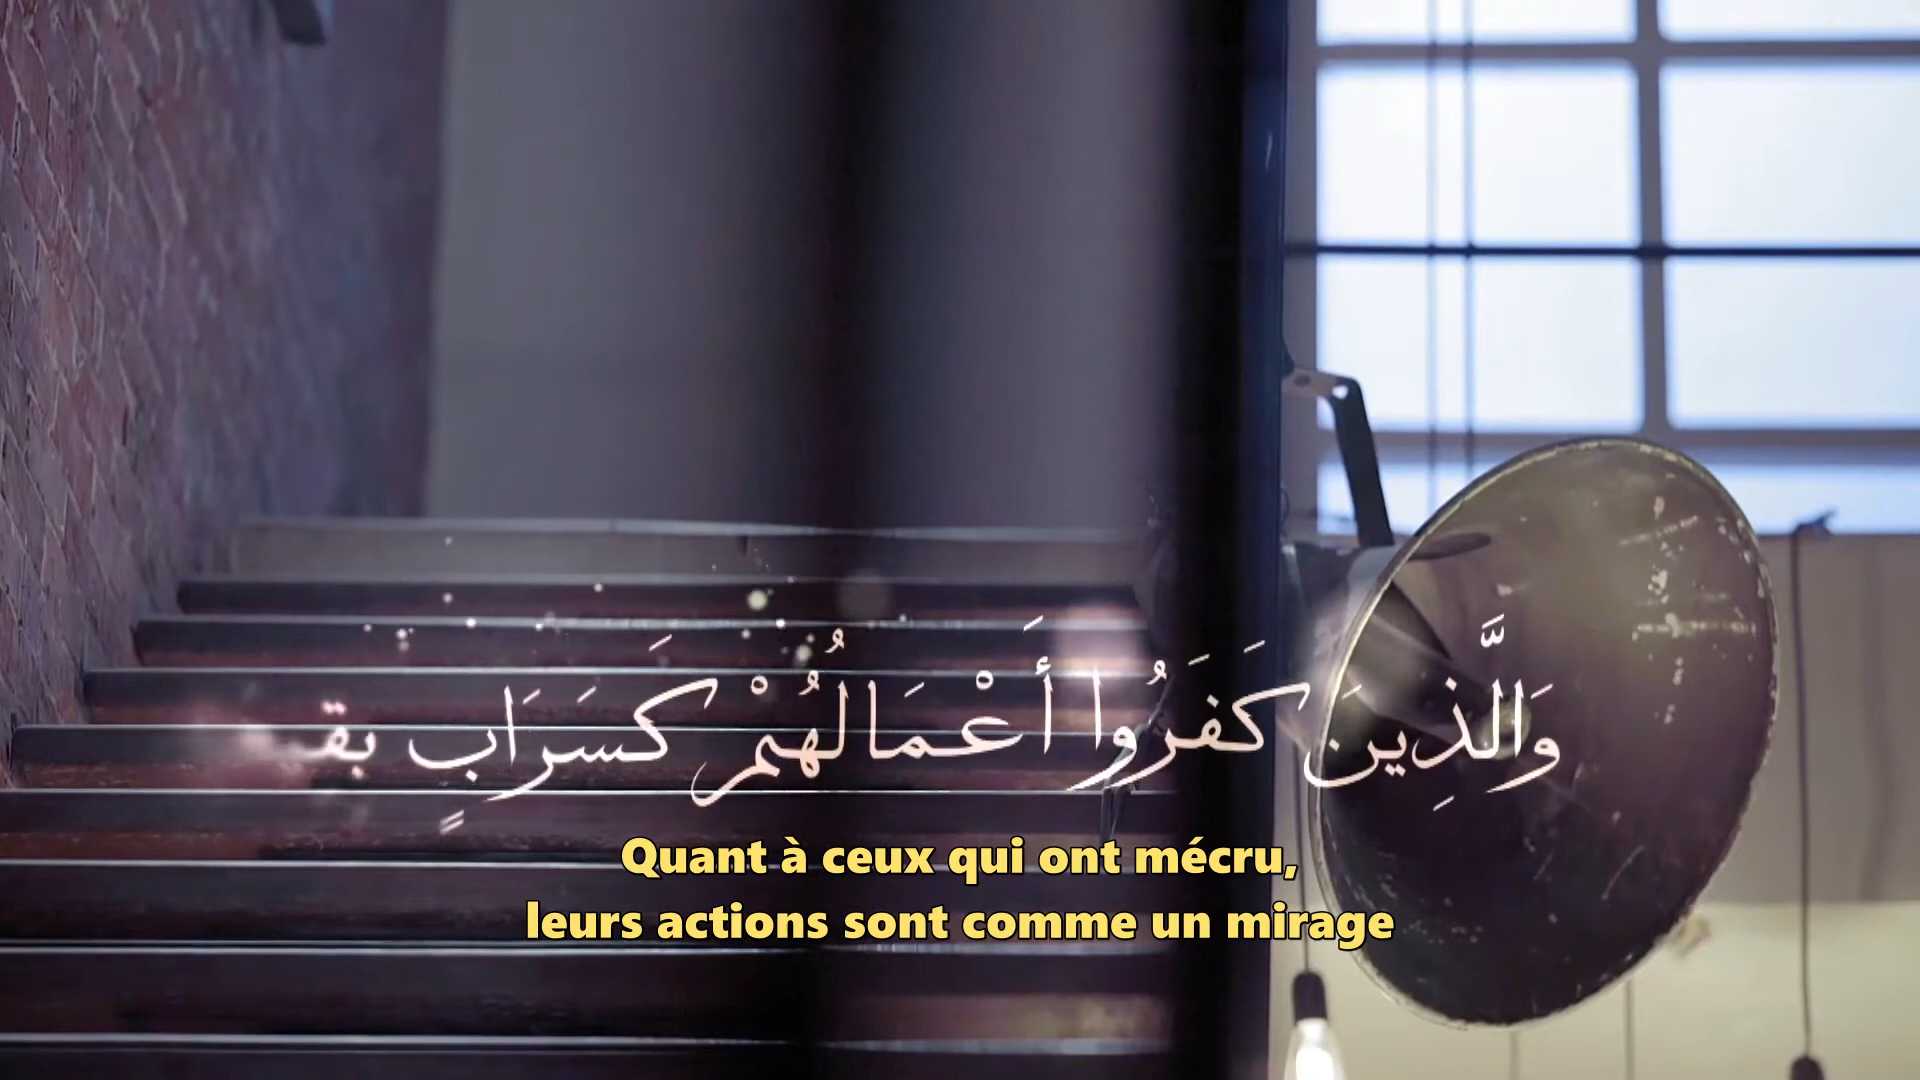 وَالَّذِينَ كَفَرُوا أَعْمَالُهُمْ كَسَرَابٍ
Quant à ceux qui ont mécru,
leurs actions sont comme un mirage